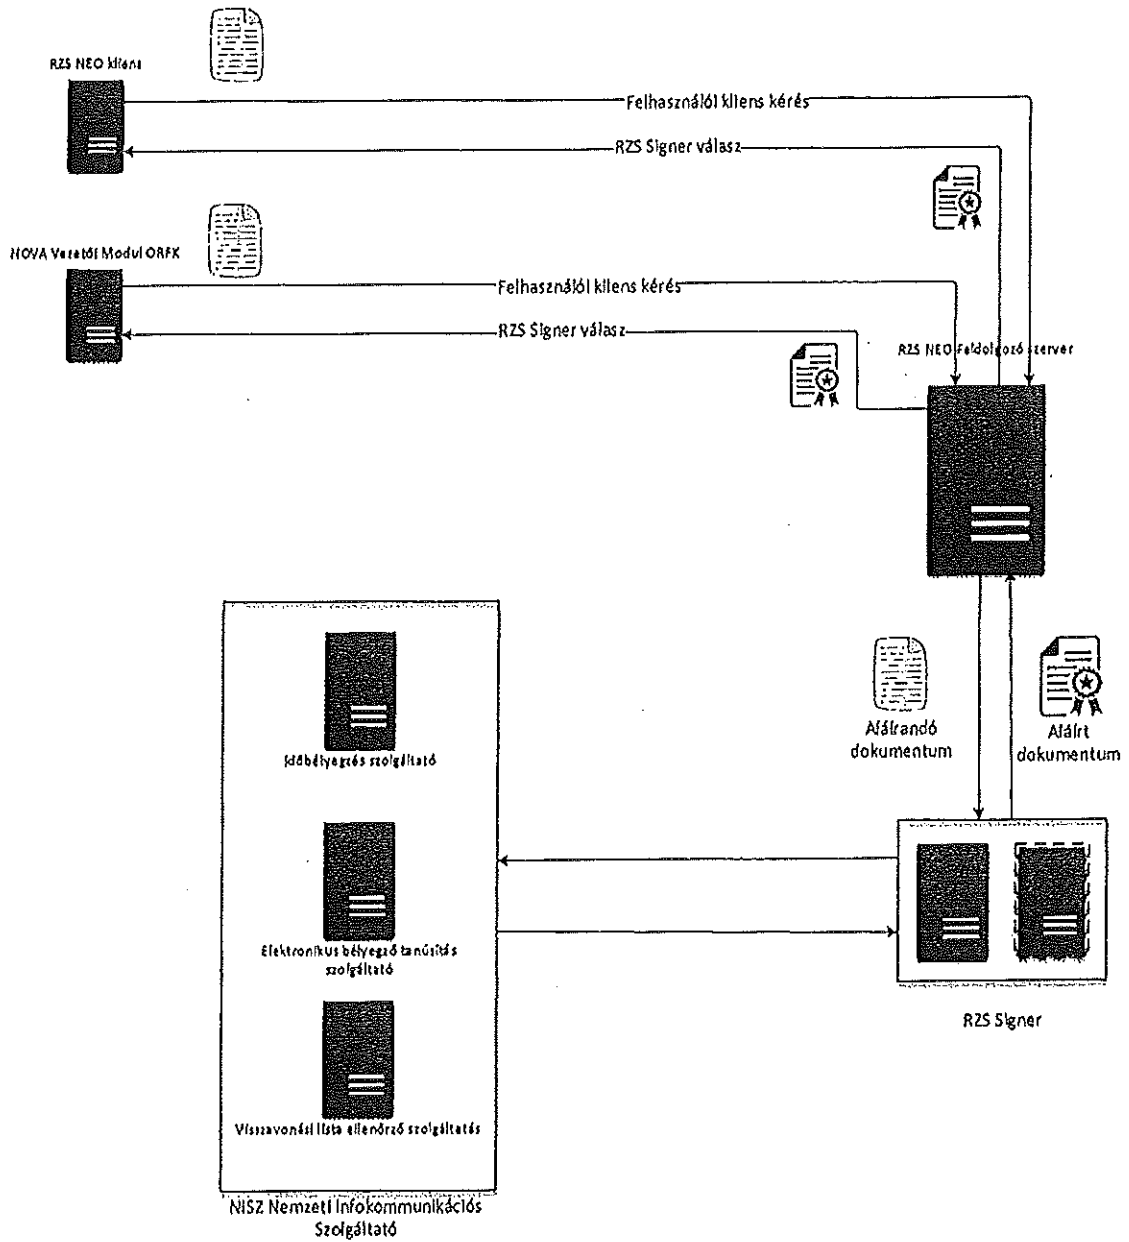 RZS NEO kliens
Felhasználói kliens kérés
RZS Signer válasz
NOVA Vezetői Modul ORFK
Felhasználói kliens kérés
RZS Signer válasz
RZS NEO Feldolgozó szerver
Időbélyegzés szolgáltató
Aláírandó
dokumentum
Aláírt
dokumentum
Elektronikus bélyegző tanúsítás
szolgáltató
RZS Signer
Visszavonási lista ellenőrző szolgáltatás
NISZ Nemzeti Infokommunikációs
Szolgáltató